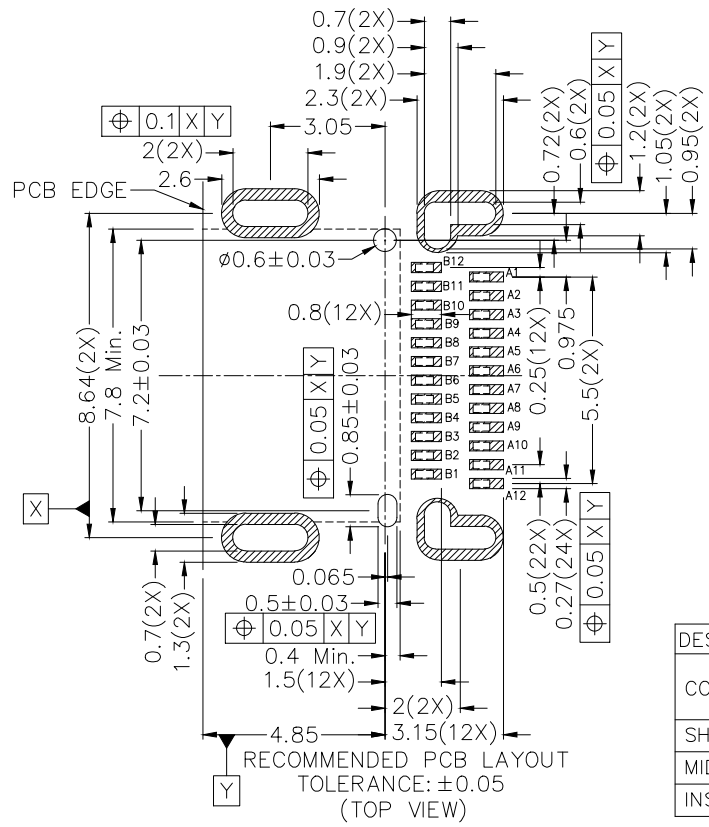 0.7(2X)
0.9(2X)
1.9(2X)
2.3(2X)
0.72(2X)
0.6(2X)
⌖ 0.05 X Y
1.2(2X)
1.05(2X)
0.95(2X)
⌖ 0.1 X Y
3.05
2(2X)
2.6
PCB EDGE
Ø0.6±0.03
0.8(12X)
8.64(2X)
7.8 Min.
7.2±0.03
⌖ 0.05 X Y
0.85±0.03
B12
B11
B10
B9
B8
B7
B6
B5
B4
B3
B2
B1
A1
A2
A3
A4
A5
A6
A7
A8
A9
A10
A11
A12
0.25(12X)
0.975
5.5(2X)
X
0.7(2X)
1.3(2X)
0.065
0.5±0.03
⌖ 0.05 X Y
0.4 Min.
1.5(12X)
0.5(22X)
0.27(24X)
⌖ 0.05 X Y
2(2X)
4.85
3.15(12X)
Y
RECOMMENDED PCB LAYOUT
TOLERANCE: ±0.05
(TOP VIEW)
DES
CO
SH
MID
INS